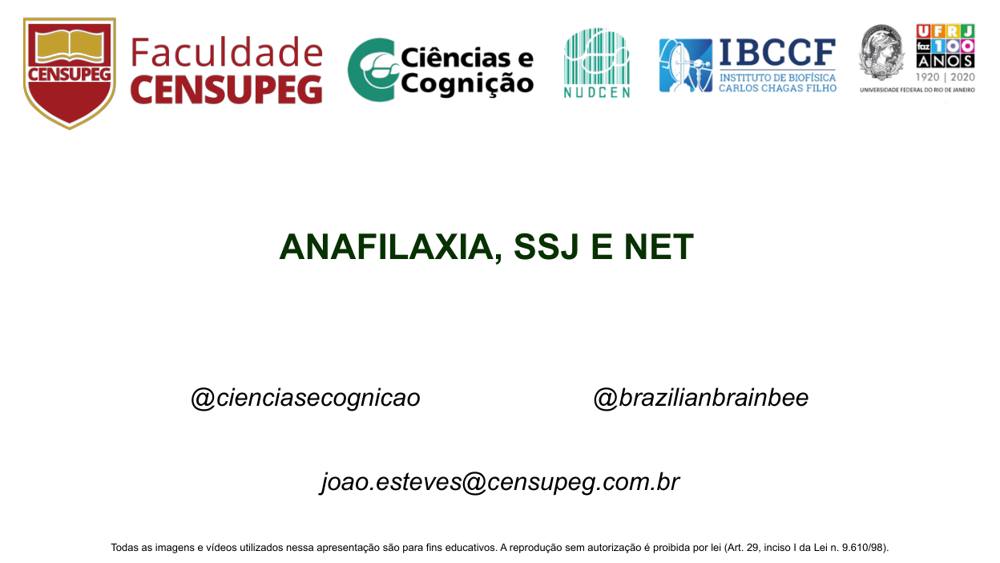 CENSUPEG
Faculdade
CENSUPEG
Ciências e
Cognição
NUDCEN
IBCCF
INSTITUTO DE BIOFÍSICA
CARLOS CHAGAS FILHO
UFRJ
faz 100
ANOS
1920 | 2020
UNIVERSIDADE FEDERAL DO RIO DE JANEIRO
ANAFILAXIA, SSJ E NET
@cienciasecognicao
@brazilianbrainbee
joao.esteves@censupeg.com.br
Todas as imagens e vídeos utilizados nessa apresentação são para fins educativos. A reprodução sem autorização é proibida por lei (Art. 29, inciso I da Lei n. 9.610/98).